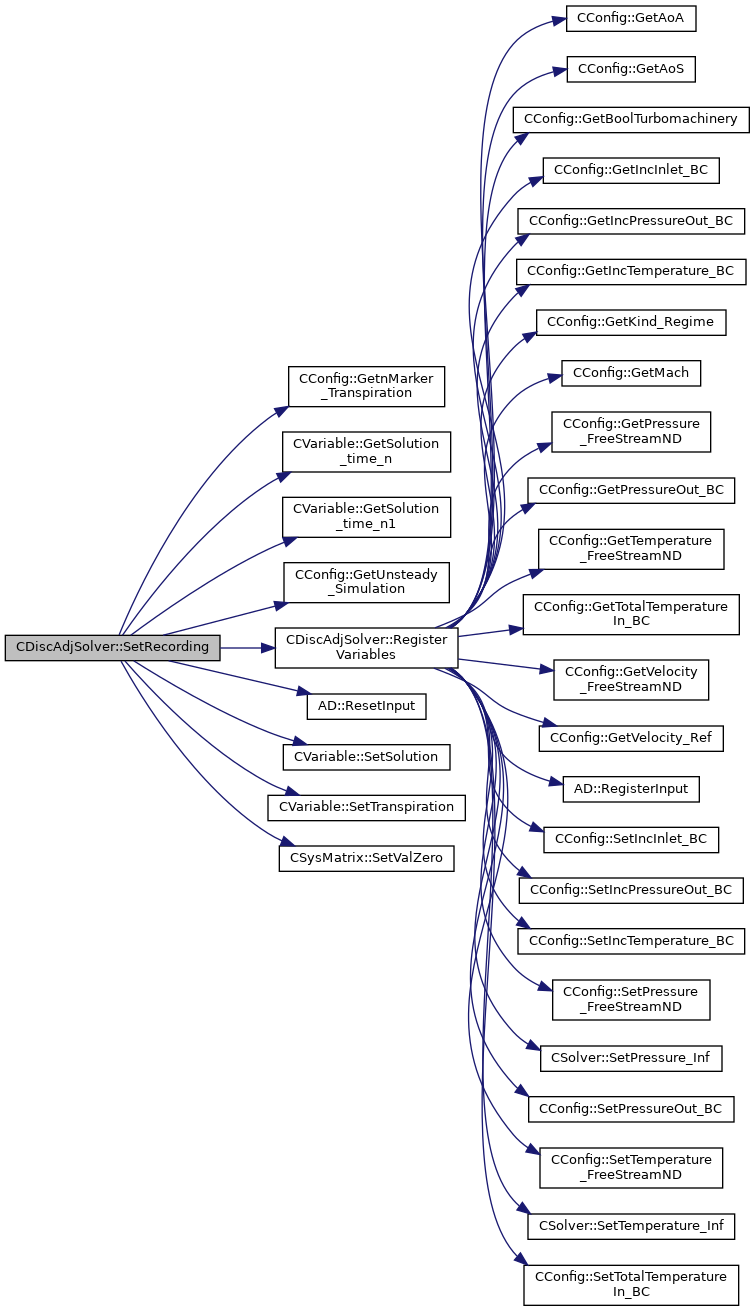 CDiscAdjSolver::SetRecording
CConfig::GetnMarker
_Transpiration
CVariable::GetSolution
_time_n
CVariable::GetSolution
_time_n1
CConfig::GetUnsteady
_Simulation
CDiscAdjSolver::Register
Variables
AD::ResetInput
CVariable::SetSolution
CVariable::SetTranspiration
CSysMatrix::SetValZero
CConfig::GetAoA
CConfig::GetAoS
CConfig::GetBoolTurbomachinery
CConfig::GetIncInlet_BC
CConfig::GetIncPressureOut_BC
CConfig::GetIncTemperature_BC
CConfig::GetKind_Regime
CConfig::GetMach
CConfig::GetPressure
_FreeStreamND
CConfig::GetPressureOut_BC
CConfig::GetTemperature
_FreeStreamND
CConfig::GetTotalTemperature
In_BC
CConfig::GetVelocity
_FreeStreamND
CConfig::GetVelocity_Ref
AD::RegisterInput
CConfig::SetIncInlet_BC
CConfig::SetIncPressureOut_BC
CConfig::SetIncTemperature_BC
CConfig::SetPressure
_FreeStreamND
CSolver::SetPressure_Inf
CConfig::SetPressureOut_BC
CConfig::SetTemperature
_FreeStreamND
CSolver::SetTemperature_Inf
CConfig::SetTotalTemperature
In_BC